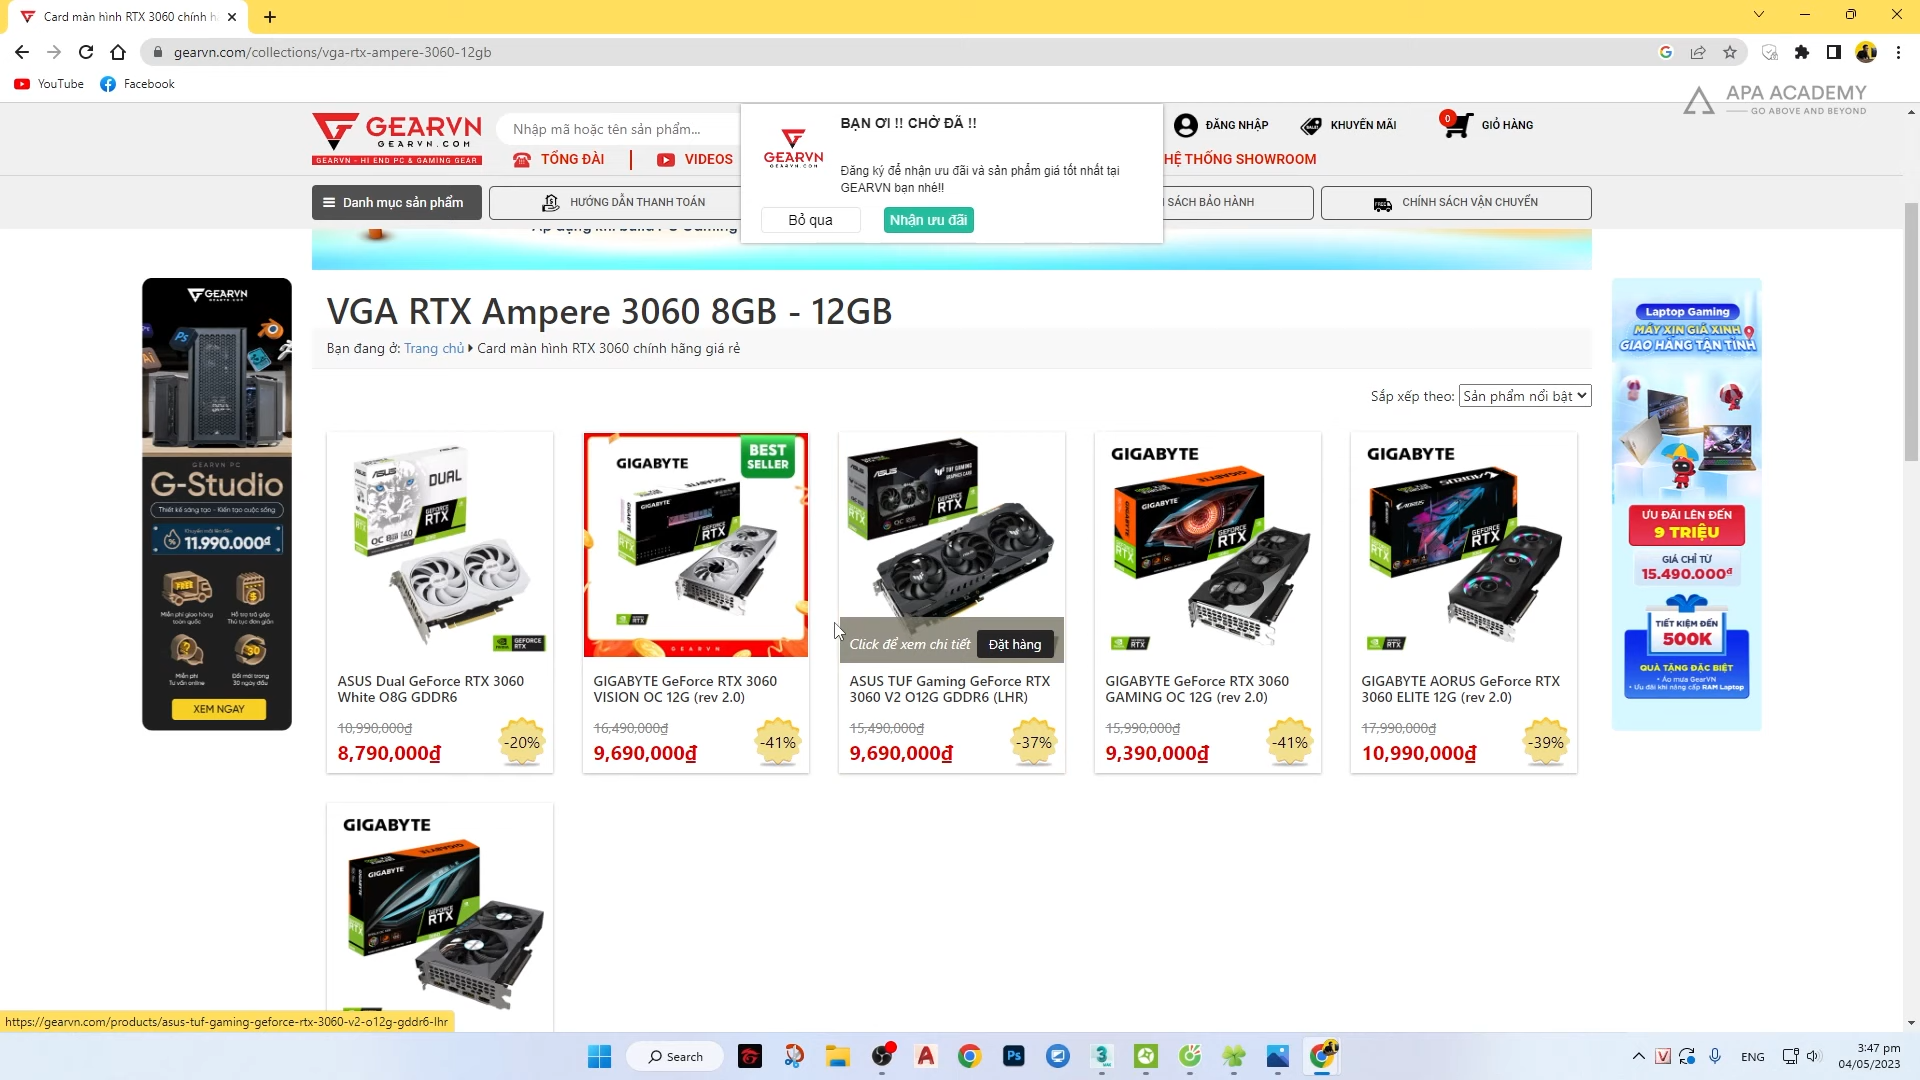 Card màn hình RTX 3060 chính h
gearvn.com/collections/vga-rtx-ampere-3060-12gb
YouTube
Facebook
APA ACADEMY
GO ABOVE AND BEYOND
GEARVN
GEARVN.COM
GEARVN - HI END PC & GAMING GEAR
Nhập mã hoặc tên sản phẩm...
TỔNG ĐÀI
VIDEOS
BẠN ƠI !! CHỜ ĐÃ !!
GEARVN
GEARVN.COM
Đăng ký để nhận ưu đãi và sản phẩm giá tốt nhất tại
GEARVN bạn nhé!!
Bỏ qua
Nhận ưu đãi
ĐĂNG NHẬP
KHUYẾN MÃI
0
GIỎ HÀNG
HỆ THỐNG SHOWROOM
Danh mục sản phẩm
HƯỚNG DẪN THANH TOÁN
SÁCH BẢO HÀNH
CHÍNH SÁCH VẬN CHUYỂN
Áp dụng khi build PC Gaming
VGA RTX Ampere 3060 8GB - 12GB
Bạn đang ở: Trang chủ Card màn hình RTX 3060 chính hãng giá rẻ
Sắp xếp theo: Sản phẩm nổi bật
GEARVN
GEARVN PC
G-Studio
Thiết kế sáng tạo - Kiến tạo cuộc sống
11.990.000đ
Miễn phí giao hàng
toàn quốc
Hỗ trợ trả góp
Thủ tục đơn giản
Miễn phí
Tư vấn online
Đổi mới trong
30 ngày đầu
XEM NGAY
ASUS
DUAL
GEFORCE
RTX
ASUS Dual GeForce RTX 3060
White O8G GDDR6
10,990,000₫
8,790,000₫
-20%
GIGABYTE
BEST
SELLER
GIGABYTE
GEFORCE
RTX
GEARVN
GIGABYTE GeForce RTX 3060
VISION OC 12G (rev 2.0)
16,490,000₫
9,690,000₫
-41%
ASUS
TUF GAMING
GEFORCE
RTX
Click để xem chi tiết
Đặt hàng
ASUS TUF Gaming GeForce RTX
3060 V2 O12G GDDR6 (LHR)
15,490,000₫
9,690,000₫
-37%
GIGABYTE
GEFORCE
RTX
GIGABYTE GeForce RTX 3060
GAMING OC 12G (rev 2.0)
15,990,000₫
9,390,000₫
-41%
GIGABYTE
AORUS
GEFORCE
RTX
GIGABYTE AORUS GeForce RTX
3060 ELITE 12G (rev 2.0)
17,990,000₫
10,990,000₫
-39%
Laptop Gaming
MÁY XỊN GIÁ XINH
GIAO HÀNG TẬN TÌNH
ƯU ĐÃI LÊN ĐẾN
9 TRIỆU
GIÁ CHỈ TỪ
15.490.000đ
TIẾT KIỆM ĐẾN
500K
QUÀ TẶNG ĐẶC BIỆT
• Áo mưa GearVN
• Ưu đãi khi nâng cấp RAM Laptop
GIGABYTE
GIGABYTE
GEFORCE
RTX
https://gearvn.com/products/asus-tuf-gaming-geforce-rtx-3060-v2-o12g-gddr6-lhr
Search
ENG
3:47 pm
04/05/2023